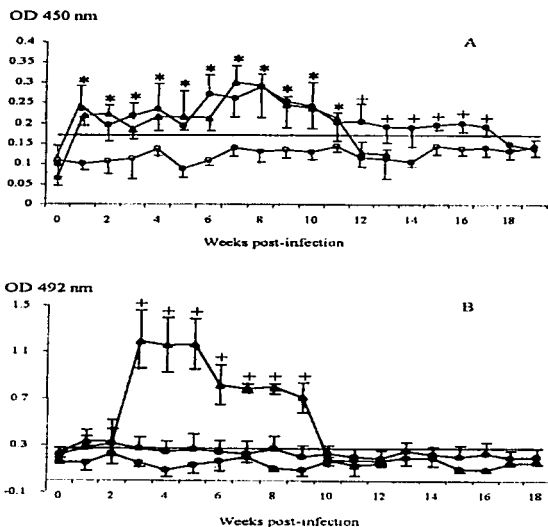 OD 450 nm
A
0.4
0.35
0.3
0.25
0.2
0.15
0.1
0.05
0
* * * * * * * * * * * + + + + + +
0 2 4 6 8 10 12 14 16 18
Weeks post-infection
OD 492 nm
B
1.5
1.1
0.7
0.3
-0.1
+ + + + + + + +
0 2 4 6 8 10 12 14 16 18
Weeks post-infection